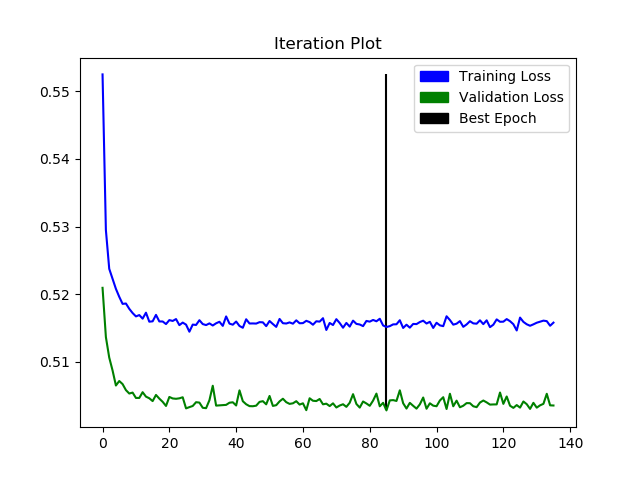 Iteration Plot
Training Loss
Validation Loss
Best Epoch
0.55
0.54
0.53
0.52
0.51
0 20 40 60 80 100 120 140